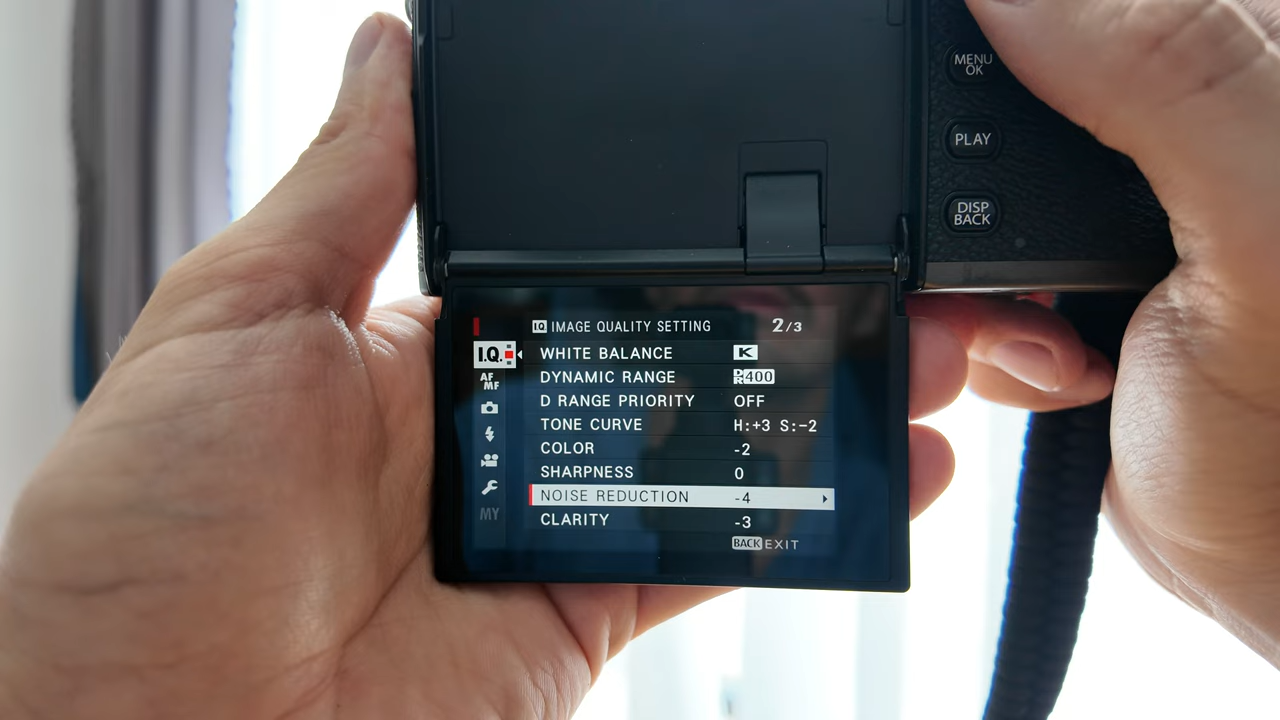 MENU
OK
PLAY
DISP
BACK
IQ IMAGE QUALITY SETTING 2/3
I.Q.
WHITE BALANCE K
AF
MF
DYNAMIC RANGE DR400
D RANGE PRIORITY OFF
TONE CURVE H:+3 S:-2
COLOR -2
SHARPNESS 0
NOISE REDUCTION -4
MY
CLARITY -3
BACK EXIT